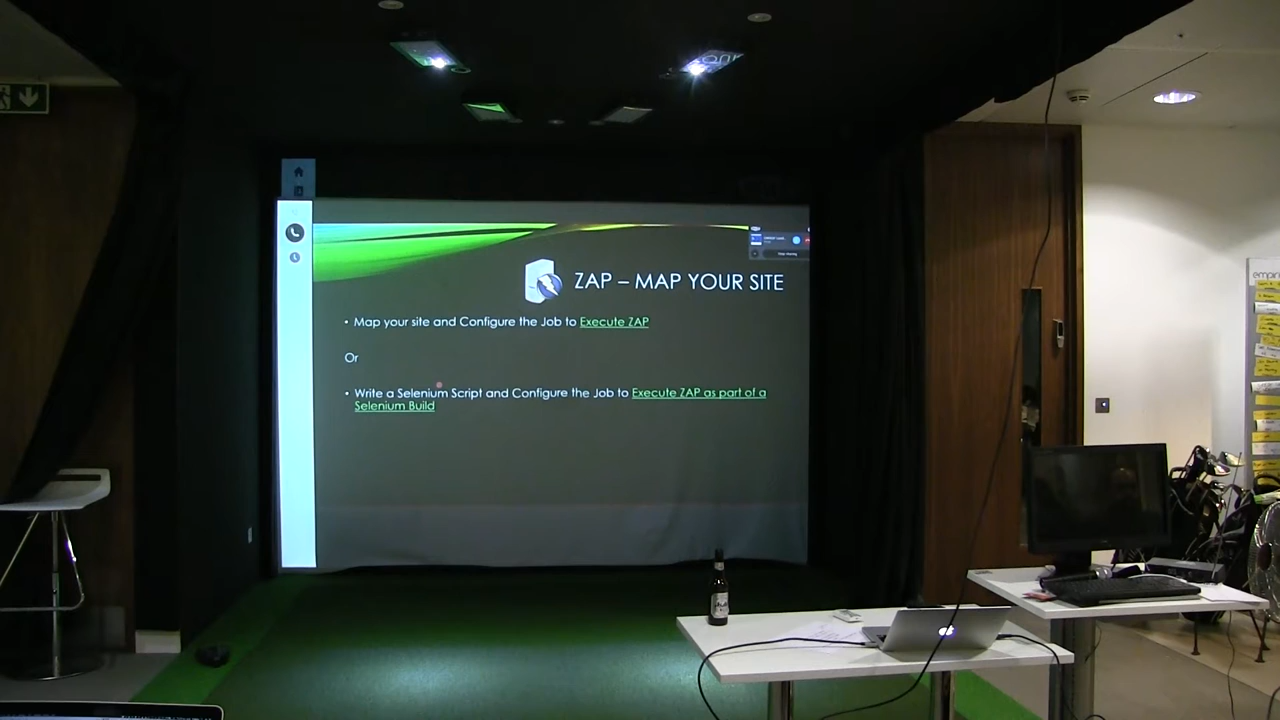 ZAP – MAP YOUR SITE
• Map your site and Configure the Job to Execute ZAP
Or
• Write a Selenium Script and Configure the Job to Execute ZAP as part of a
Selenium Build